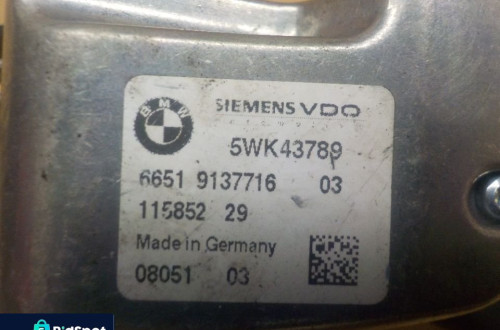 BMW
SIEMENS VDO
5WK43789
6651 9137716 03
115852 29
Made in Germany
08051 03
BidSpot